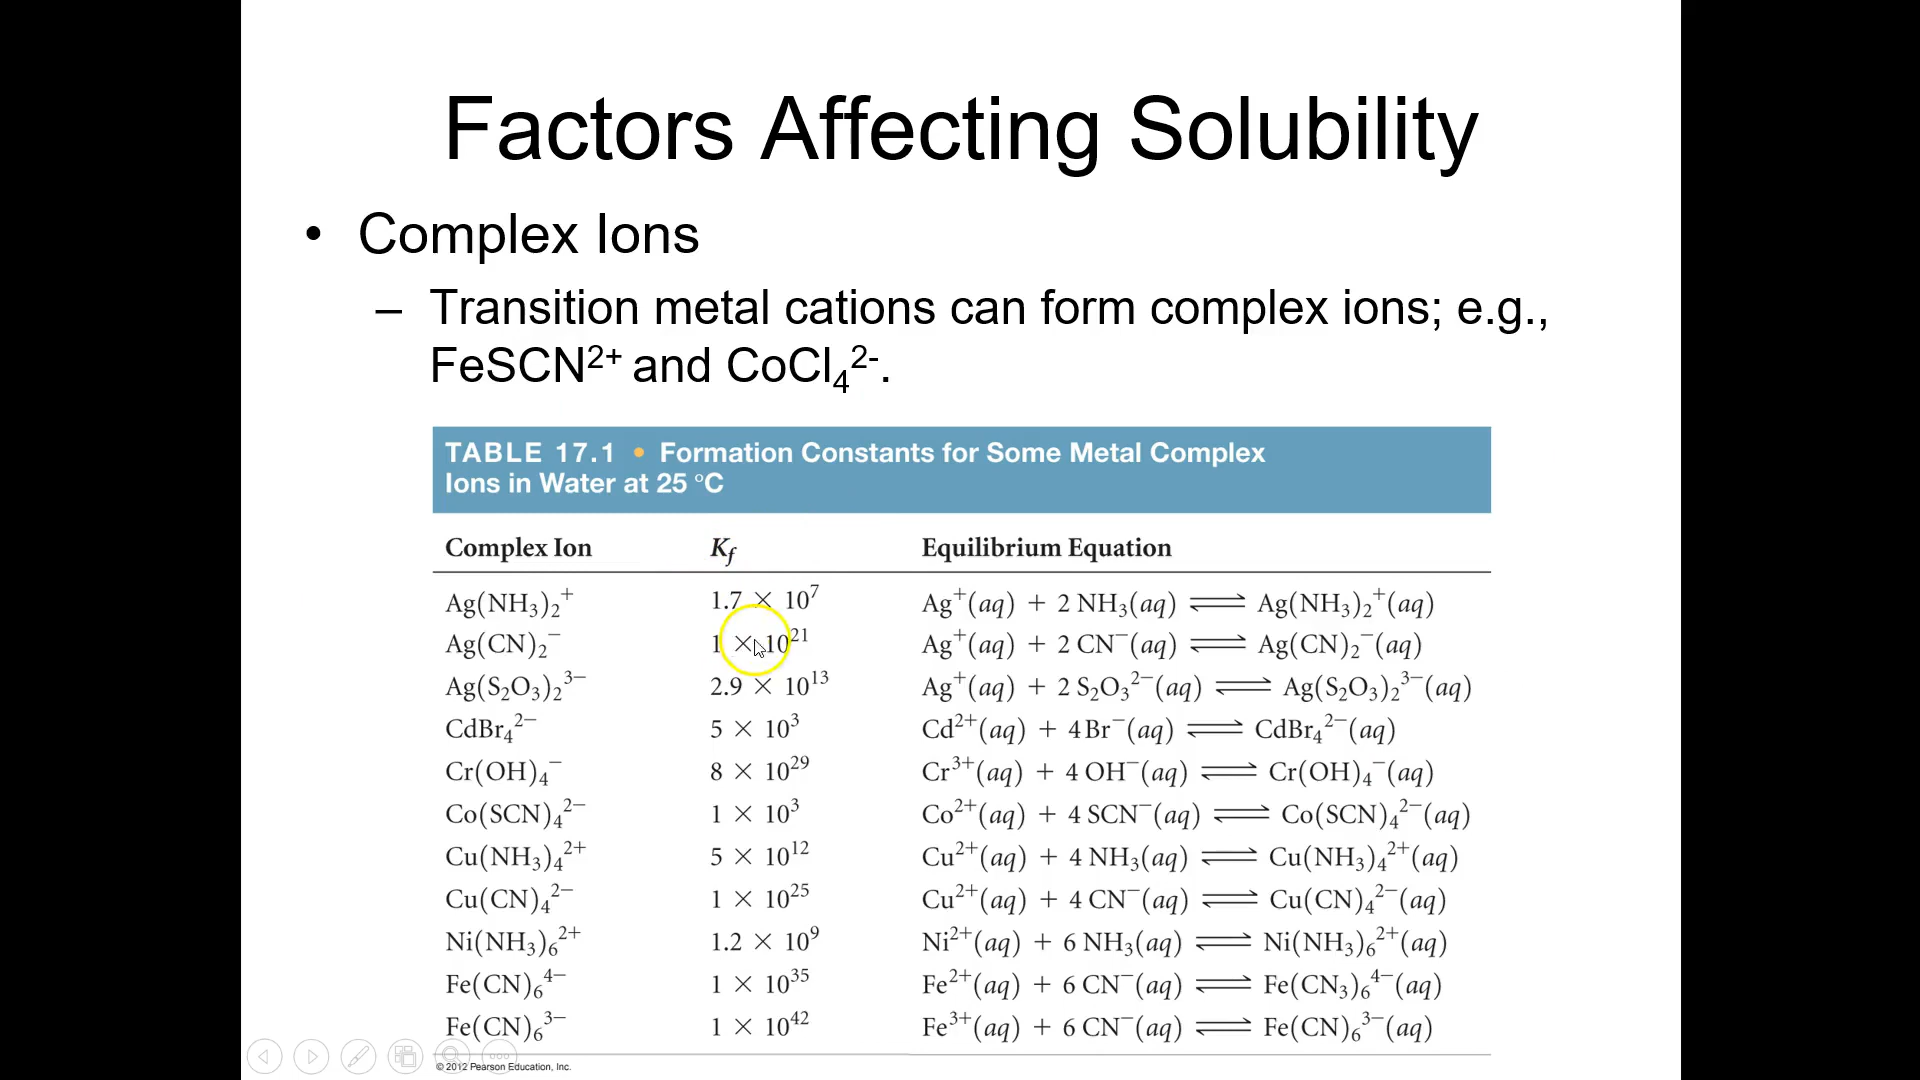 Factors Affecting Solubility
• Complex Ions
– Transition metal cations can form complex ions; e.g.,
FeSCN²⁺ and CoCl₄²⁻.
TABLE 17.1 • Formation Constants for Some Metal Complex
Ions in Water at 25 °C
Complex Ion K_f Equilibrium Equation
Ag(NH₃)₂⁺ 1.7 × 10⁷ Ag⁺(aq) + 2 NH₃(aq) ⇌ Ag(NH₃)₂⁺(aq)
Ag(CN)₂⁻ 1 × 10²¹ Ag⁺(aq) + 2 CN⁻(aq) ⇌ Ag(CN)₂⁻(aq)
Ag(S₂O₃)₂³⁻ 2.9 × 10¹³ Ag⁺(aq) + 2 S₂O₃²⁻(aq) ⇌ Ag(S₂O₃)₂³⁻(aq)
CdBr₄²⁻ 5 × 10³ Cd²⁺(aq) + 4 Br⁻(aq) ⇌ CdBr₄²⁻(aq)
Cr(OH)₄⁻ 8 × 10²⁹ Cr³⁺(aq) + 4 OH⁻(aq) ⇌ Cr(OH)₄⁻(aq)
Co(SCN)₄²⁻ 1 × 10³ Co²⁺(aq) + 4 SCN⁻(aq) ⇌ Co(SCN)₄²⁻(aq)
Cu(NH₃)₄²⁺ 5 × 10¹² Cu²⁺(aq) + 4 NH₃(aq) ⇌ Cu(NH₃)₄²⁺(aq)
Cu(CN)₄²⁻ 1 × 10²⁵ Cu²⁺(aq) + 4 CN⁻(aq) ⇌ Cu(CN)₄²⁻(aq)
Ni(NH₃)₆²⁺ 1.2 × 10⁹ Ni²⁺(aq) + 6 NH₃(aq) ⇌ Ni(NH₃)₆²⁺(aq)
Fe(CN)₆⁴⁻ 1 × 10³⁵ Fe²⁺(aq) + 6 CN⁻(aq) ⇌ Fe(CN₃)₆⁴⁻(aq)
Fe(CN)₆³⁻ 1 × 10⁴² Fe³⁺(aq) + 6 CN⁻(aq) ⇌ Fe(CN)₆³⁻(aq)
© 2012 Pearson Education, Inc.